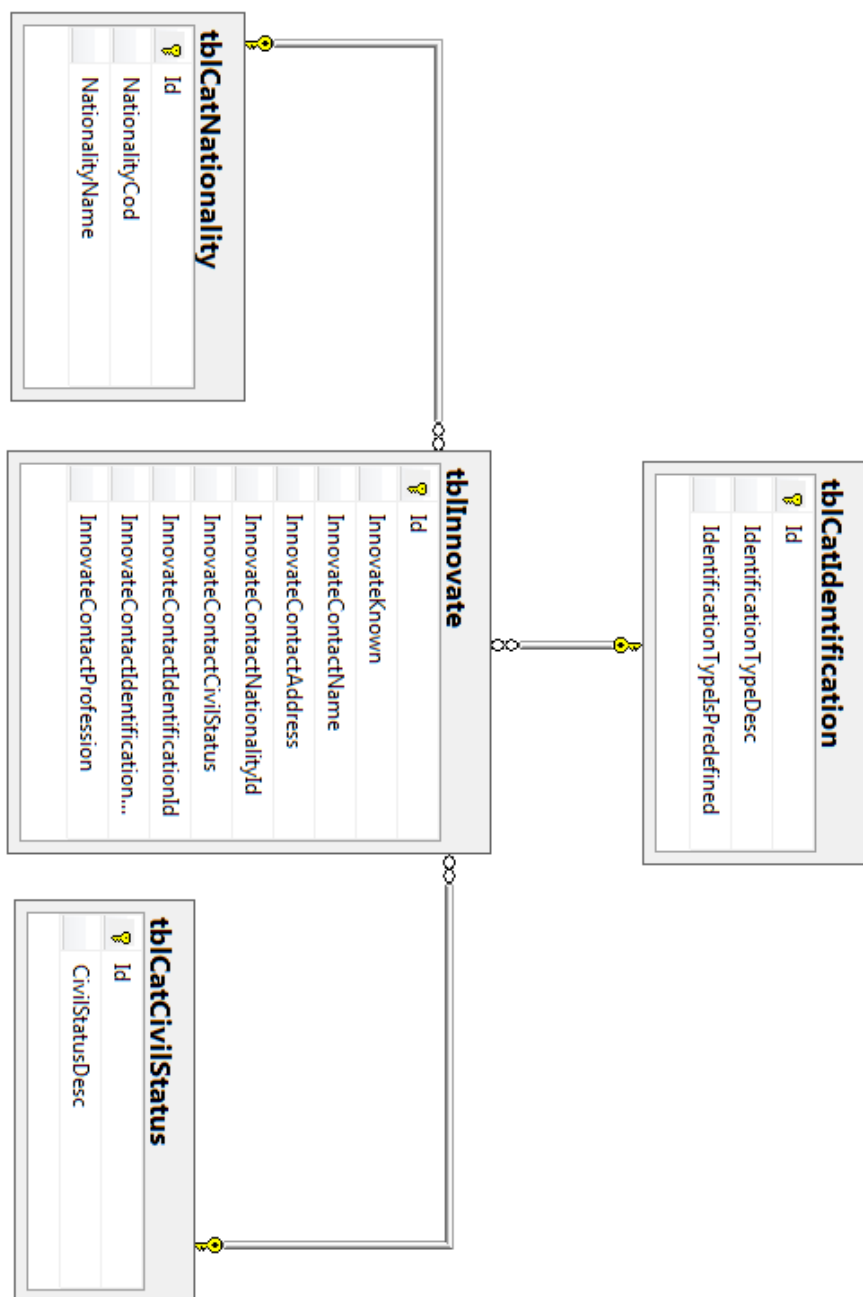 tblCatNationality
Id
NationalityCod
NationalityName
tblInnovate
Id
InnovateKnown
InnovateContactName
InnovateContactAddress
InnovateContactNationalityId
InnovateContactCivilStatus
InnovateContactIdentificationId
InnovateContactIdentification...
InnovateContactProfession
tblCatIdentification
Id
IdentificationTypeDesc
IdentificationTypeIsPredefined
tblCatCivilStatus
Id
CivilStatusDesc